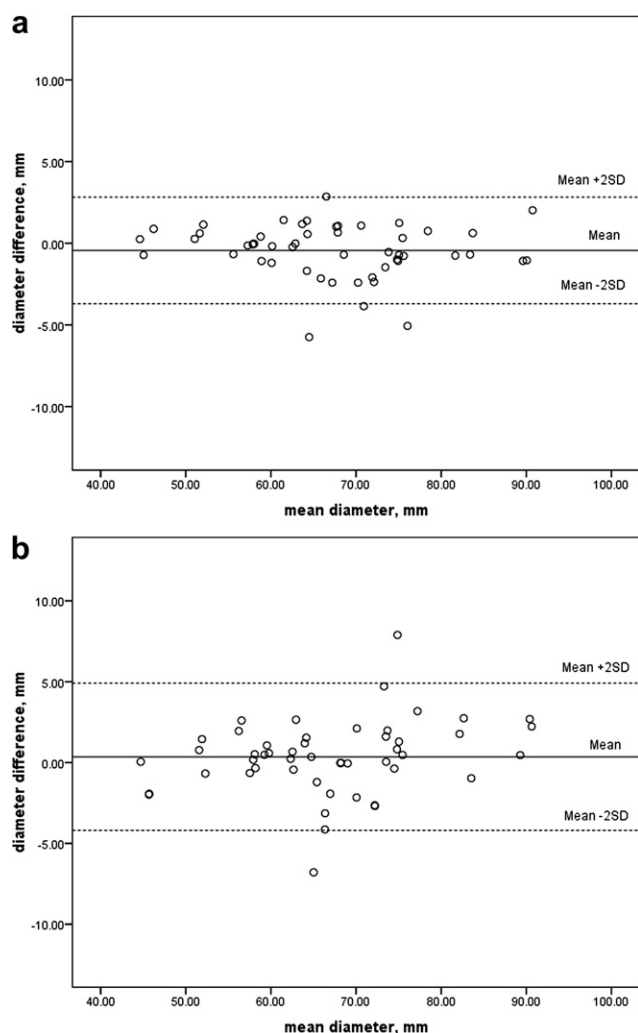 a
10.00
5.00
0.00
-5.00
-10.00
diameter difference, mm
Mean +2SD
Mean
Mean -2SD
40.00 50.00 60.00 70.00 80.00 90.00 100.00
mean diameter, mm
b
10.00
5.00
0.00
-5.00
-10.00
diameter difference, mm
Mean +2SD
Mean
Mean -2SD
40.00 50.00 60.00 70.00 80.00 90.00 100.00
mean diameter, mm